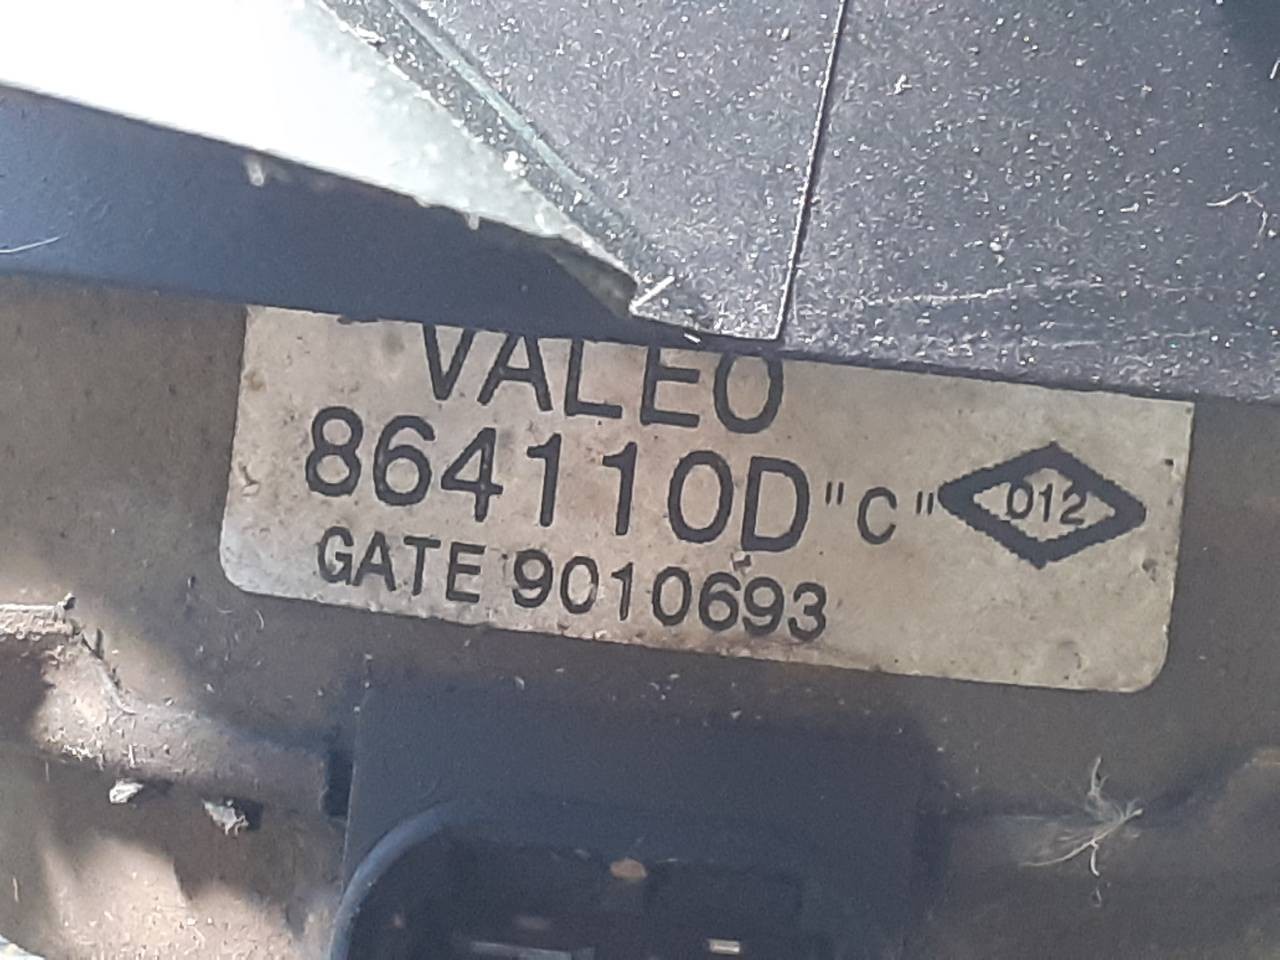 VALEO
864110D "C" 012
GATE 9010693